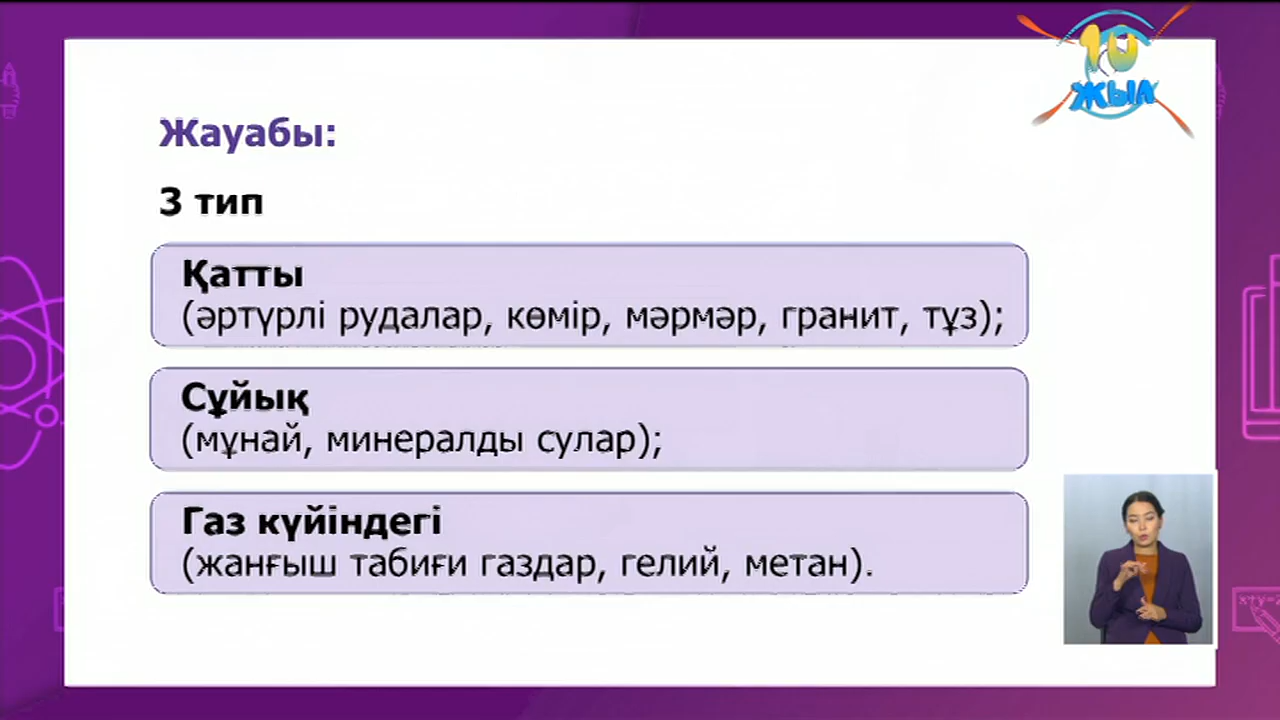 10
ЖЫЛ
Жауабы:
3 тип
Қатты
(әртүрлі рудалар, көмір, мәрмәр, гранит, тұз);
Сұйық
(мұнай, минералды сулар);
Газ күйіндегі
(жанғыш табиғи газдар, гелий, метан).